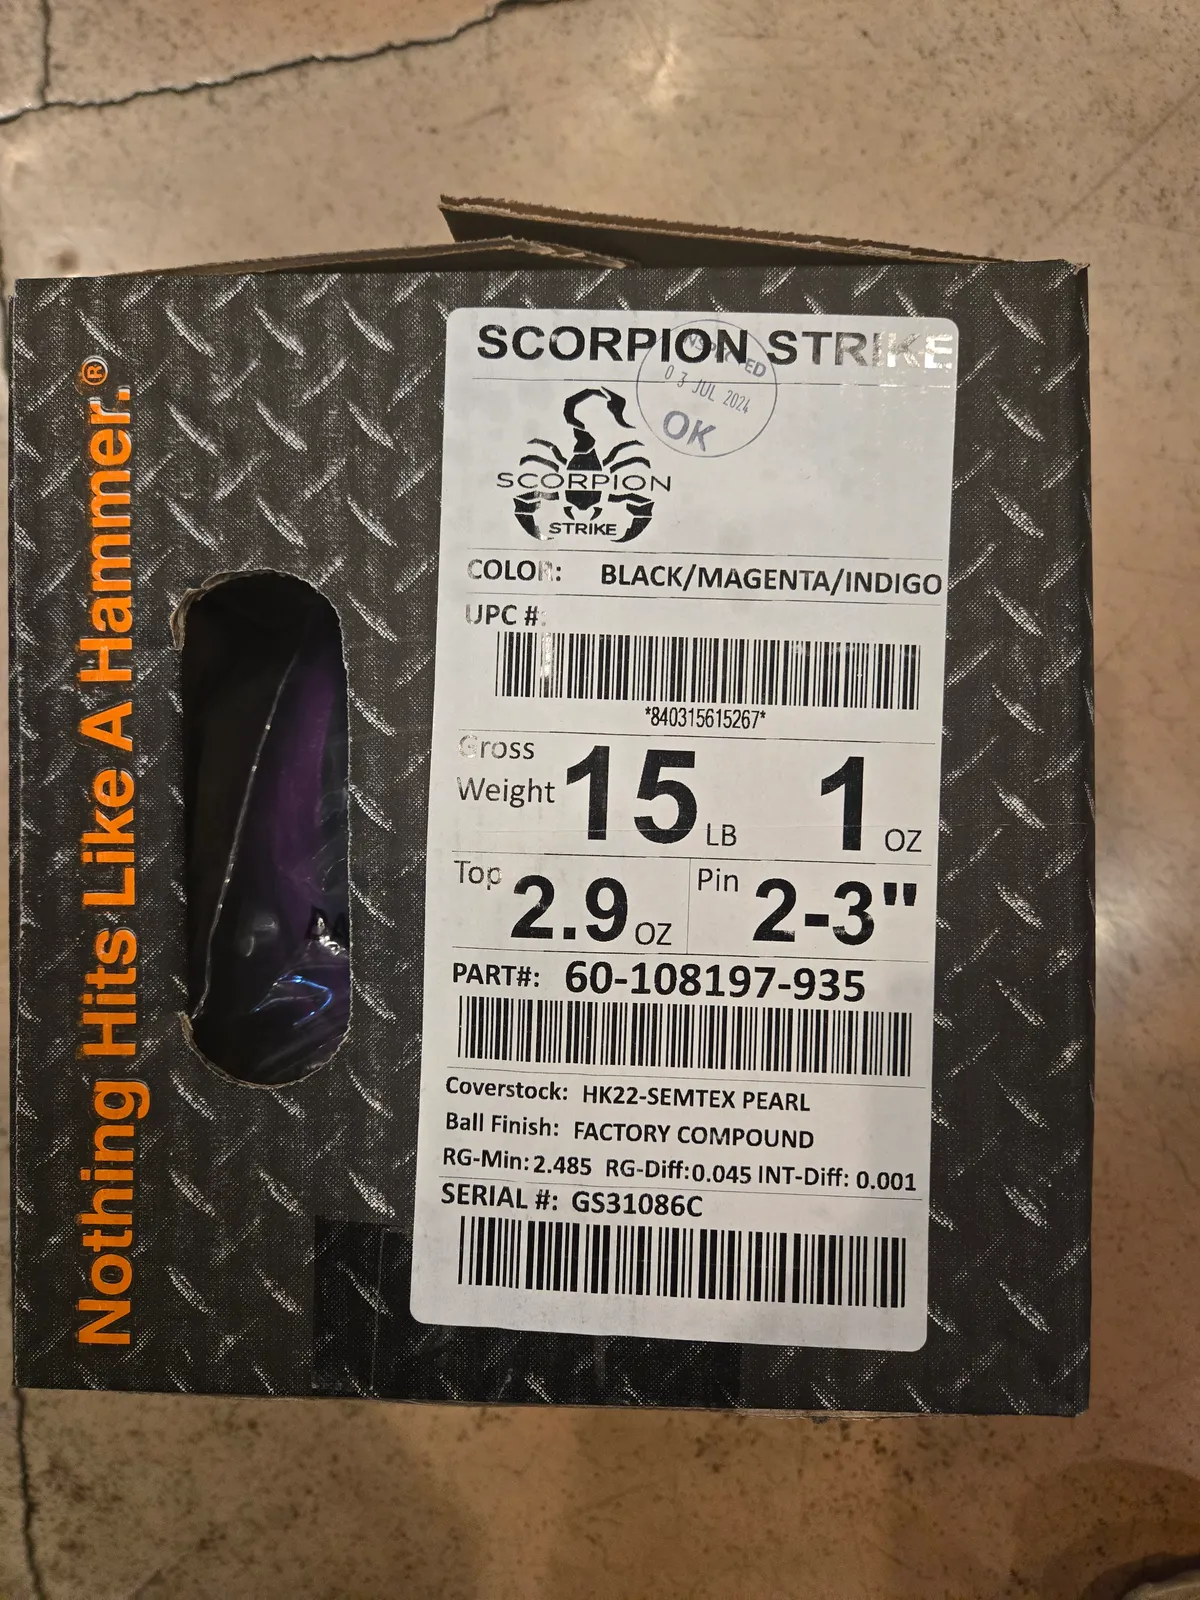 Nothing Hits Like A Hammer.®
SCORPION STRIKE
INSPECTED
03 JUL 2024
OK
SCORPION
STRIKE
COLOR: BLACK/MAGENTA/INDIGO
UPC #:
*840315615267*
Gross Weight 15 LB 1 OZ
Top 2.9 OZ Pin 2-3"
PART#: 60-108197-935
Coverstock: HK22-SEMTEX PEARL
Ball Finish: FACTORY COMPOUND
RG-Min: 2.485 RG-Diff: 0.045 INT-Diff: 0.001
SERIAL #: GS31086C